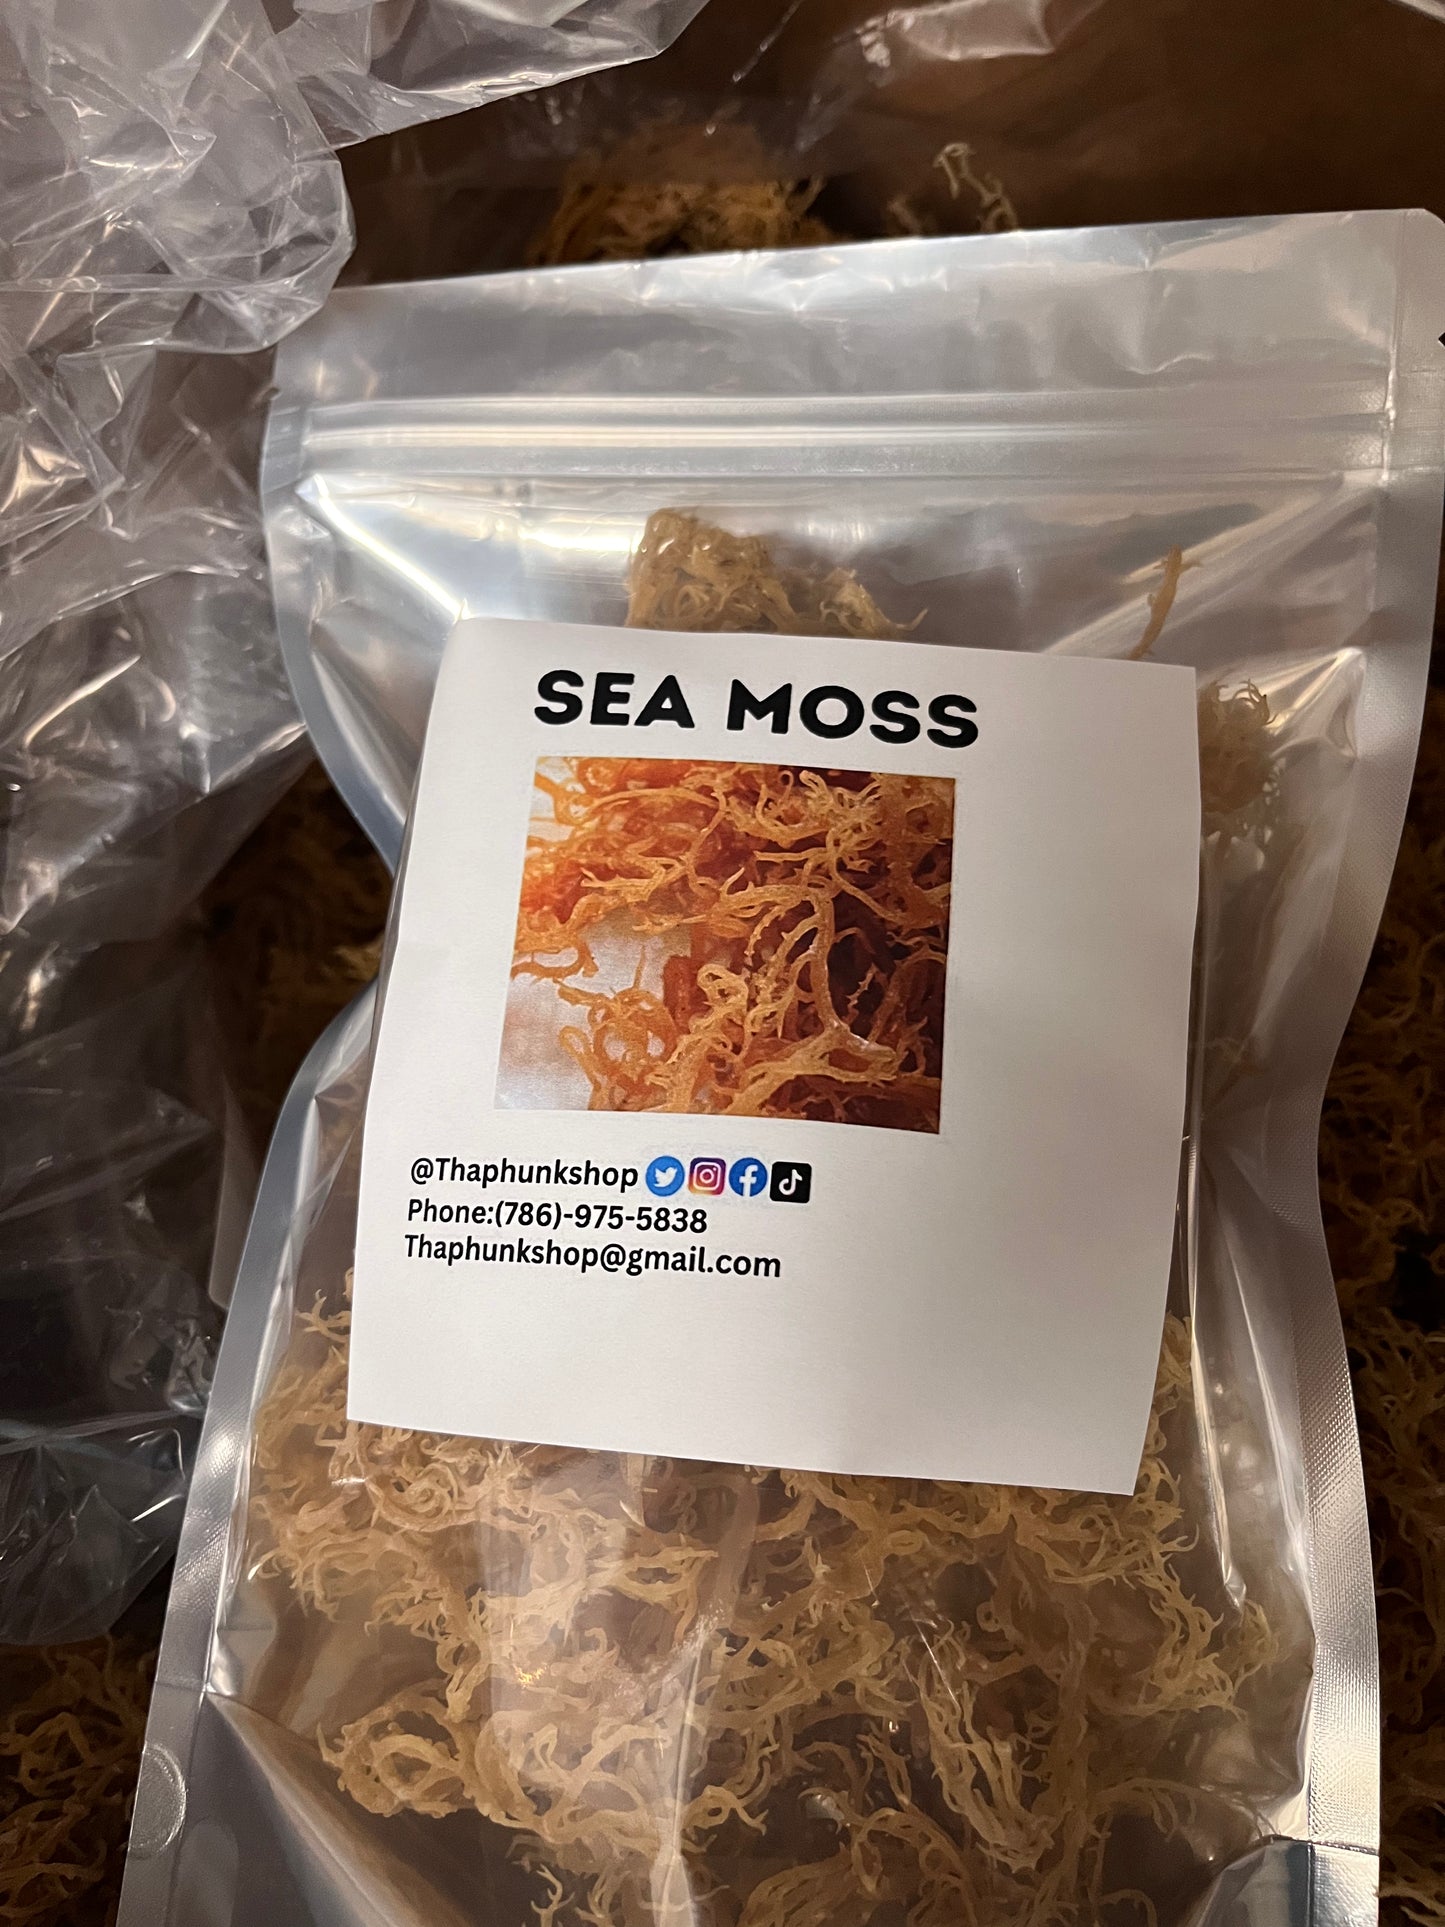 SEA MOSS
@Thaphunkshop
Phone:(786)-975-5838
Thaphunkshop@gmail.com